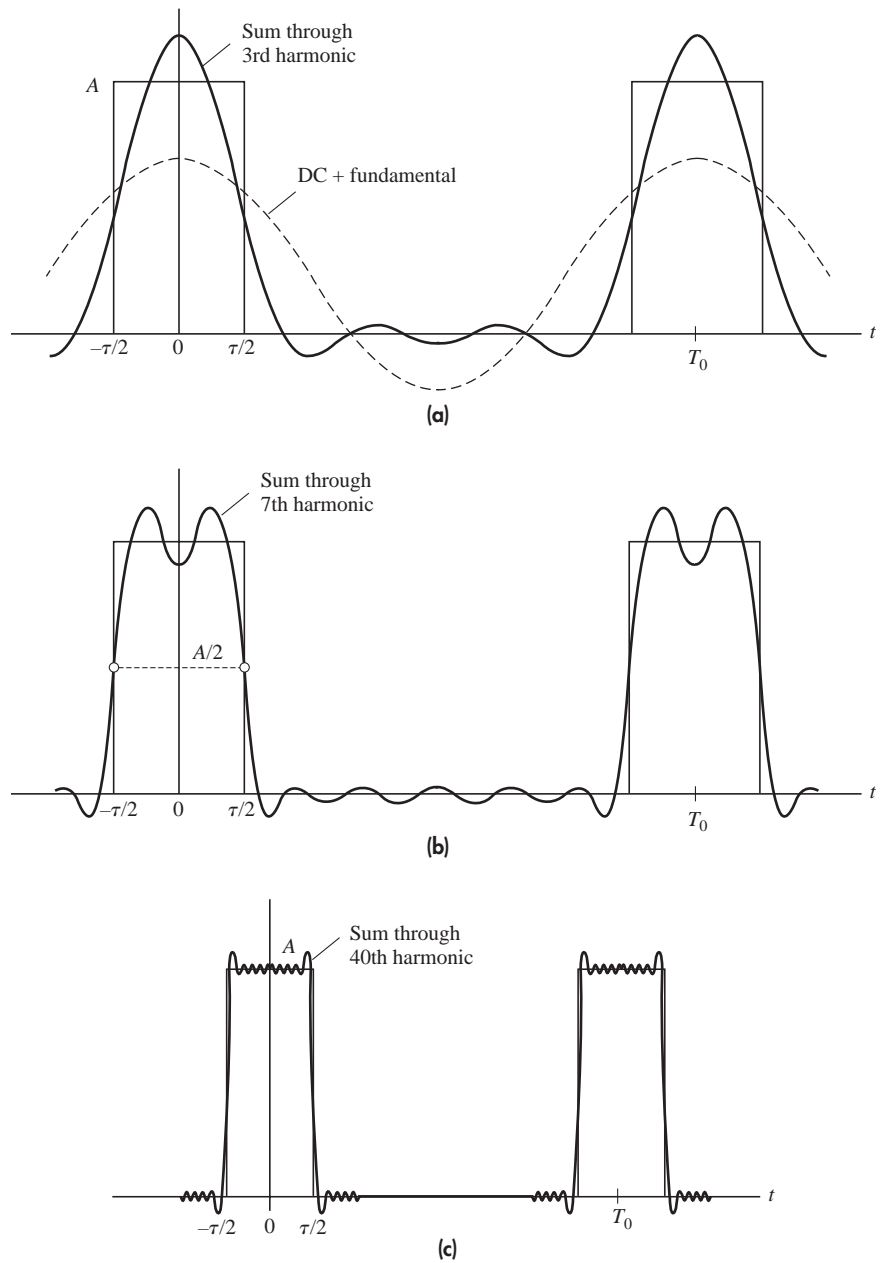 Sum through
3rd harmonic
A
DC + fundamental
–τ/2 0 τ/2 T₀ t
(a)
Sum through
7th harmonic
A/2
–τ/2 0 τ/2 T₀ t
(b)
A
Sum through
40th harmonic
–τ/2 0 τ/2 T₀ t
(c)